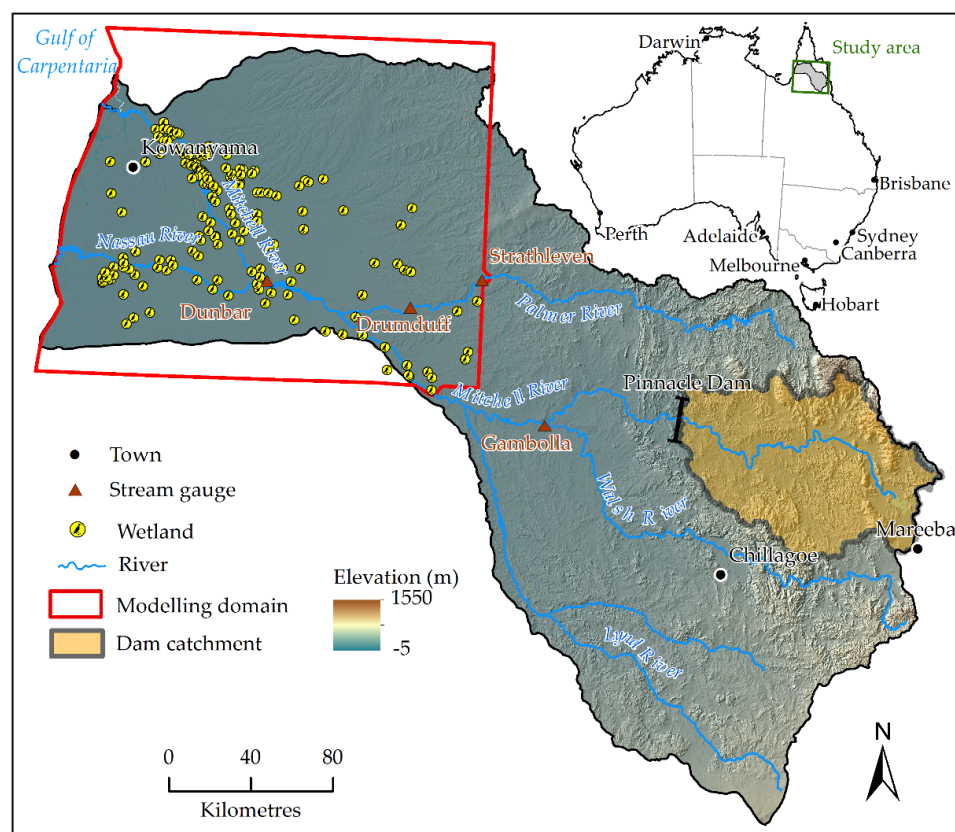 Gulf of
Carpentaria
Darwin
Study area
Kowanyama
Mitchell River
Nassau River
Brisbane
Perth
Adelaide
Sydney
Canberra
Melbourne
Hobart
Strathleven
Dunbar
Drumduff
Palmer River
Mitchell River
Pinnacle Dam
Gambolla
Walsh River
Mareeba
Chillagoe
Lynd River
Town
Stream gauge
Wetland
River
Modelling domain
Dam catchment
Elevation (m)
1550
-5
0 40 80
Kilometres
N